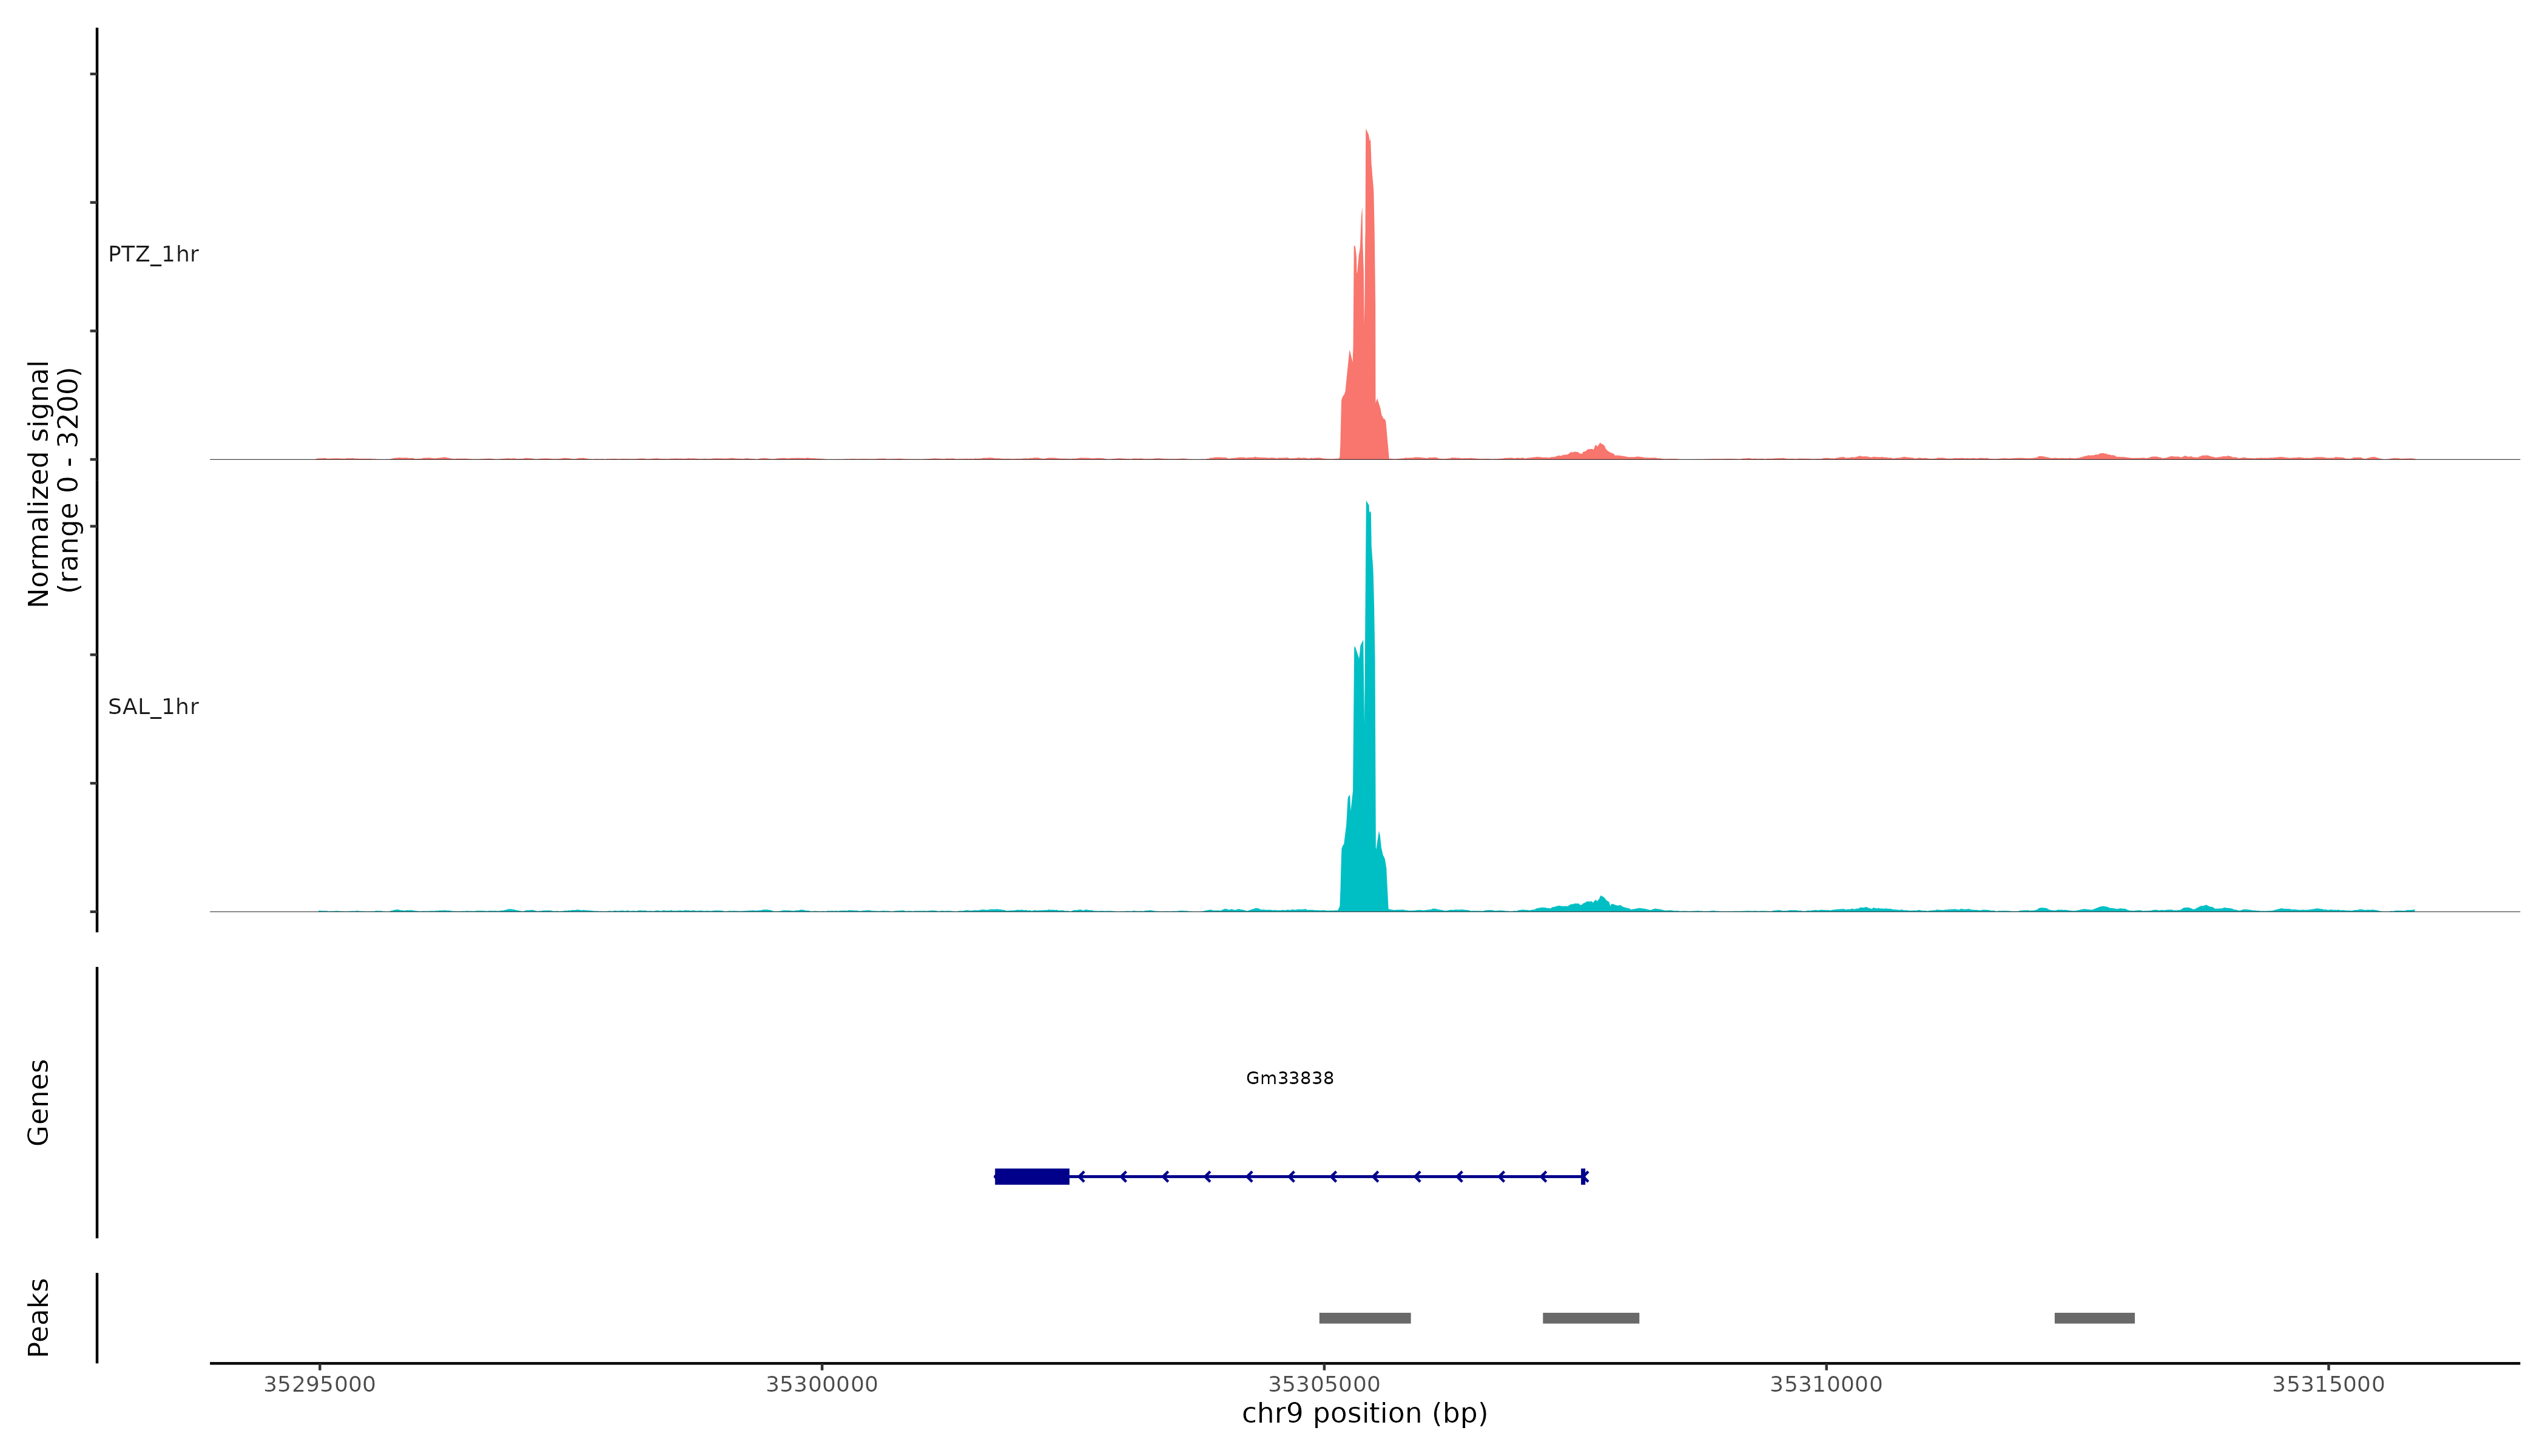 Normalized signal
(range 0 - 3200)
PTZ_1hr
SAL_1hr
Genes
Gm33838
Peaks
35295000 35300000 35305000 35310000 35315000
chr9 position (bp)